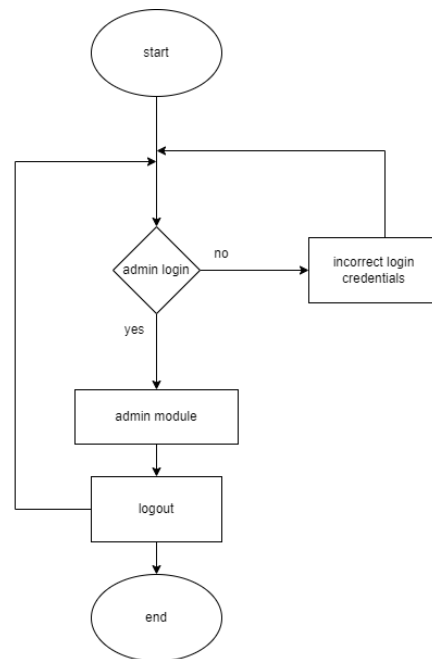 start
admin login
no
incorrect login
credentials
yes
admin module
logout
end